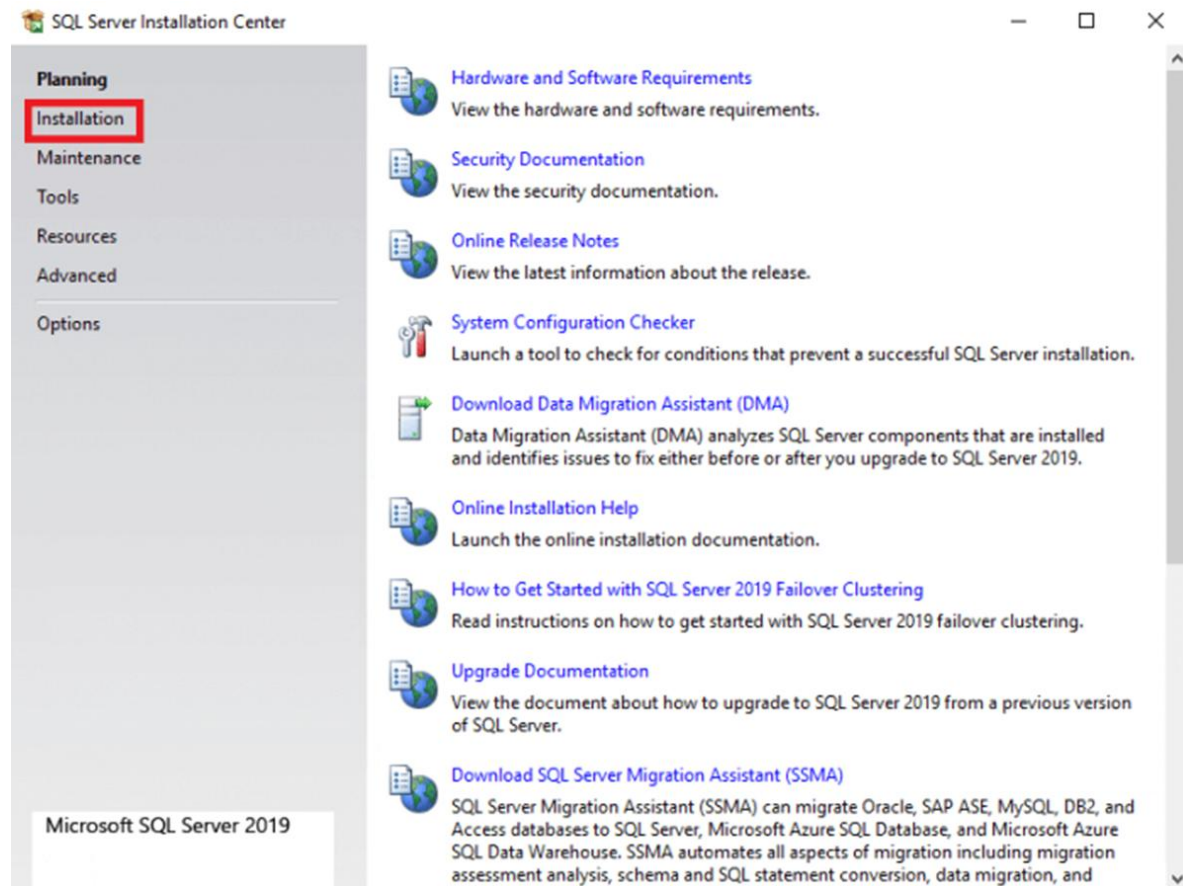 SQL Server Installation Center
Planning
Installation
Maintenance
Tools
Resources
Advanced
Options
Microsoft SQL Server 2019
Hardware and Software Requirements
View the hardware and software requirements.
Security Documentation
View the security documentation.
Online Release Notes
View the latest information about the release.
System Configuration Checker
Launch a tool to check for conditions that prevent a successful SQL Server installation.
Download Data Migration Assistant (DMA)
Data Migration Assistant (DMA) analyzes SQL Server components that are installed
and identifies issues to fix either before or after you upgrade to SQL Server 2019.
Online Installation Help
Launch the online installation documentation.
How to Get Started with SQL Server 2019 Failover Clustering
Read instructions on how to get started with SQL Server 2019 failover clustering.
Upgrade Documentation
View the document about how to upgrade to SQL Server 2019 from a previous version
of SQL Server.
Download SQL Server Migration Assistant (SSMA)
SQL Server Migration Assistant (SSMA) can migrate Oracle, SAP ASE, MySQL, DB2, and
Access databases to SQL Server, Microsoft Azure SQL Database, and Microsoft Azure
SQL Data Warehouse. SSMA automates all aspects of migration including migration
assessment analysis, schema and SQL statement conversion, data migration, and